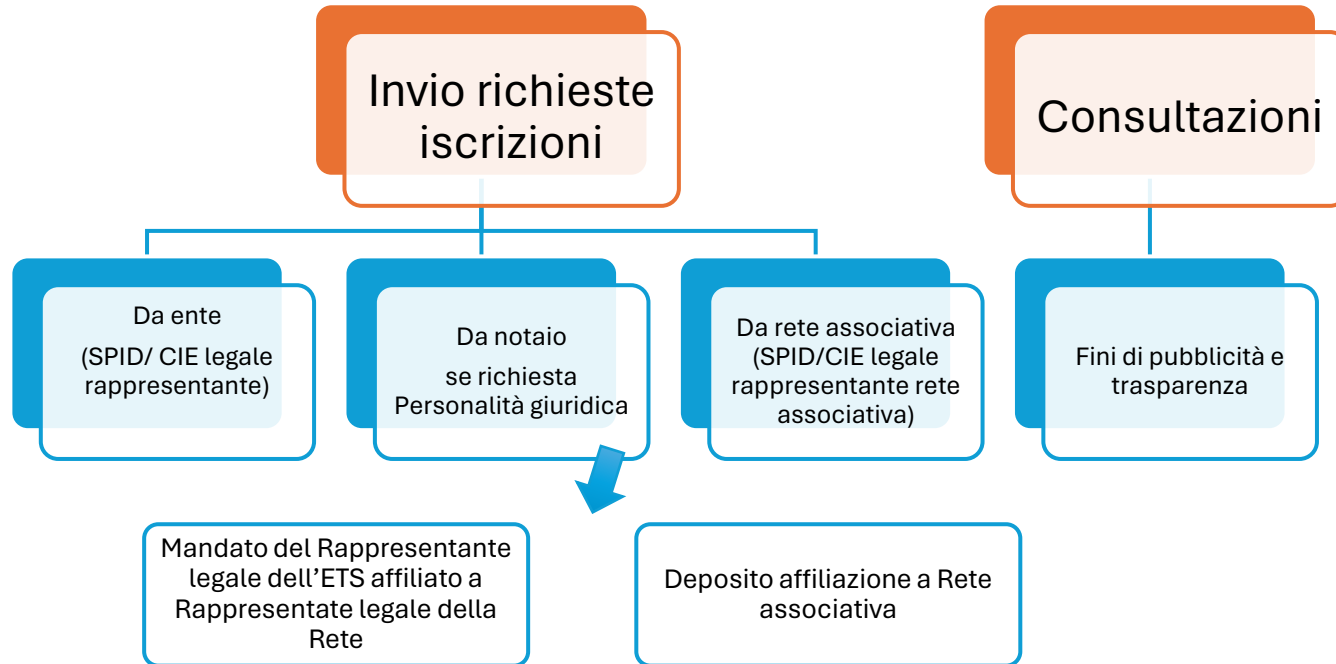 Invio richieste
iscrizioni
Consultazioni
Da ente
(SPID/ CIE legale
rappresentante)
Da notaio
se richiesta
Personalità giuridica
Da rete associativa
(SPID/CIE legale
rappresentante rete
associativa)
Fini di pubblicità e
trasparenza
Mandato del Rappresentante
legale dell’ETS affiliato a
Rappresentate legale della
Rete
Deposito affiliazione a Rete
associativa